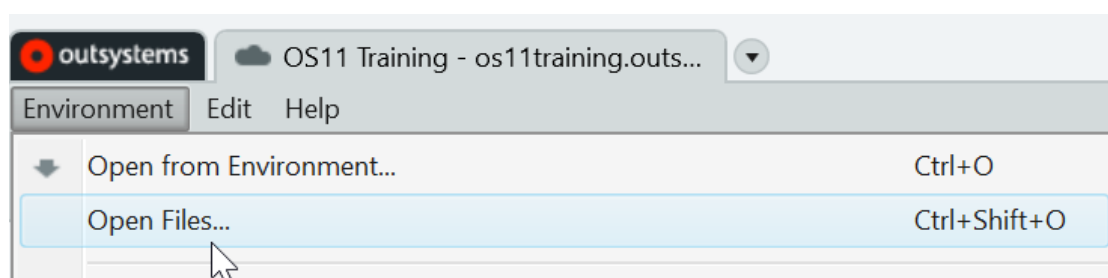 outsystems OS11 Training - os11training.outs...
Environment Edit Help
Open from Environment... Ctrl+O
Open Files... Ctrl+Shift+O